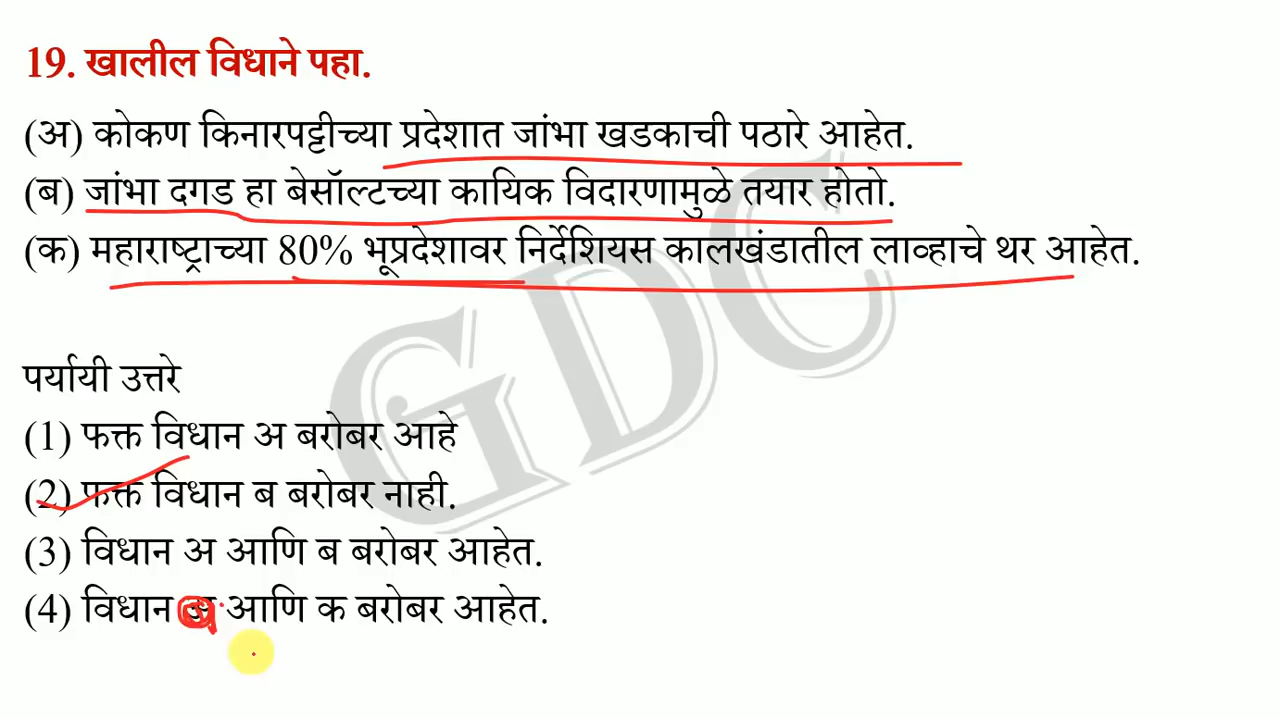 19. खालील विधाने पहा.
(अ) कोकण किनारपट्टीच्या प्रदेशात जांभा खडकाची पठारे आहेत.
(ब) जांभा दगड हा बेसॉल्टच्या कायिक विदारणामुळे तयार होतो.
(क) महाराष्ट्राच्या 80% भूप्रदेशावर निर्देशियस कालखंडातील लाव्हाचे थर आहेत.
GDC
पर्यायी उत्तरे
(1) फक्त विधान अ बरोबर आहे
(2) फक्त विधान ब बरोबर नाही.
(3) विधान अ आणि ब बरोबर आहेत.
(4) विधान आणि क बरोबर आहेत.